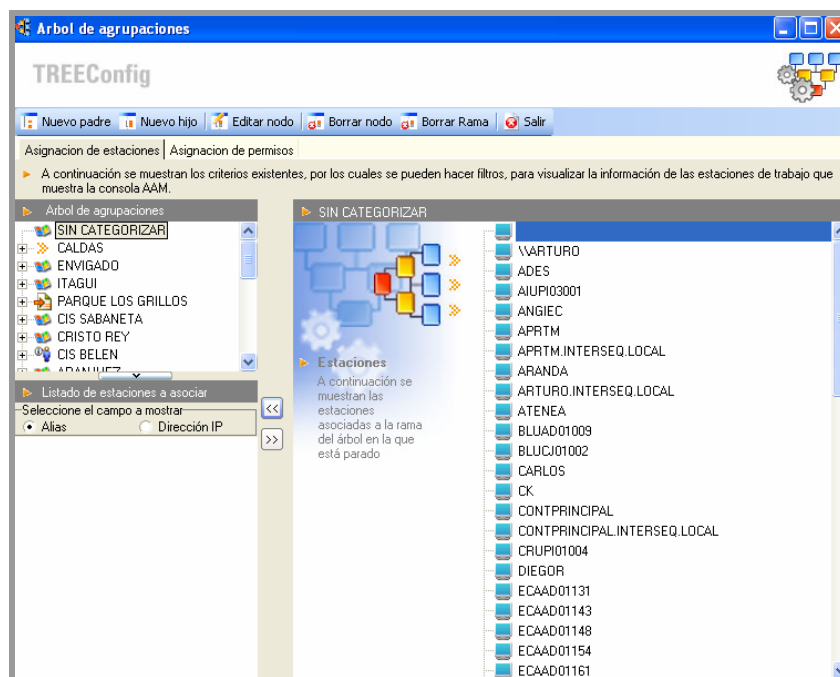 Arbol de agrupaciones
TREEConfig
Nuevo padre Nuevo hijo Editar nodo Borrar nodo Borrar Rama Salir
Asignacion de estaciones Asignacion de permisos
A continuación se muestran los criterios existentes, por los cuales se pueden hacer filtros, para visualizar la información de las estaciones de trabajo que
muestra la consola AAM.
Arbol de agrupaciones
SIN CATEGORIZAR
CALDAS
ENVIGADO
ITAGUI
PARQUE LOS GRILLOS
CIS SABANETA
CRISTO REY
CIS BELEN
Listado de estaciones a asociar
Seleccione el campo a mostrar
Alias Dirección IP
<<
>>
SIN CATEGORIZAR
Estaciones
A continuación se
muestran las
estaciones
asociadas a la rama
del árbol en la que
está parado
\\ARTURO
ADES
AIUPI03001
ANGIEC
APRTM
APRTM.INTERSEQ.LOCAL
ARANDA
ARTURO.INTERSEQ.LOCAL
ATENEA
BLUAD01009
BLUCJ01002
CARLOS
CK
CONTPRINCIPAL
CONTPRINCIPAL.INTERSEQ.LOCAL
CRUPI01004
DIEGOR
ECAAD01131
ECAAD01143
ECAAD01148
ECAAD01154
ECAAD01161